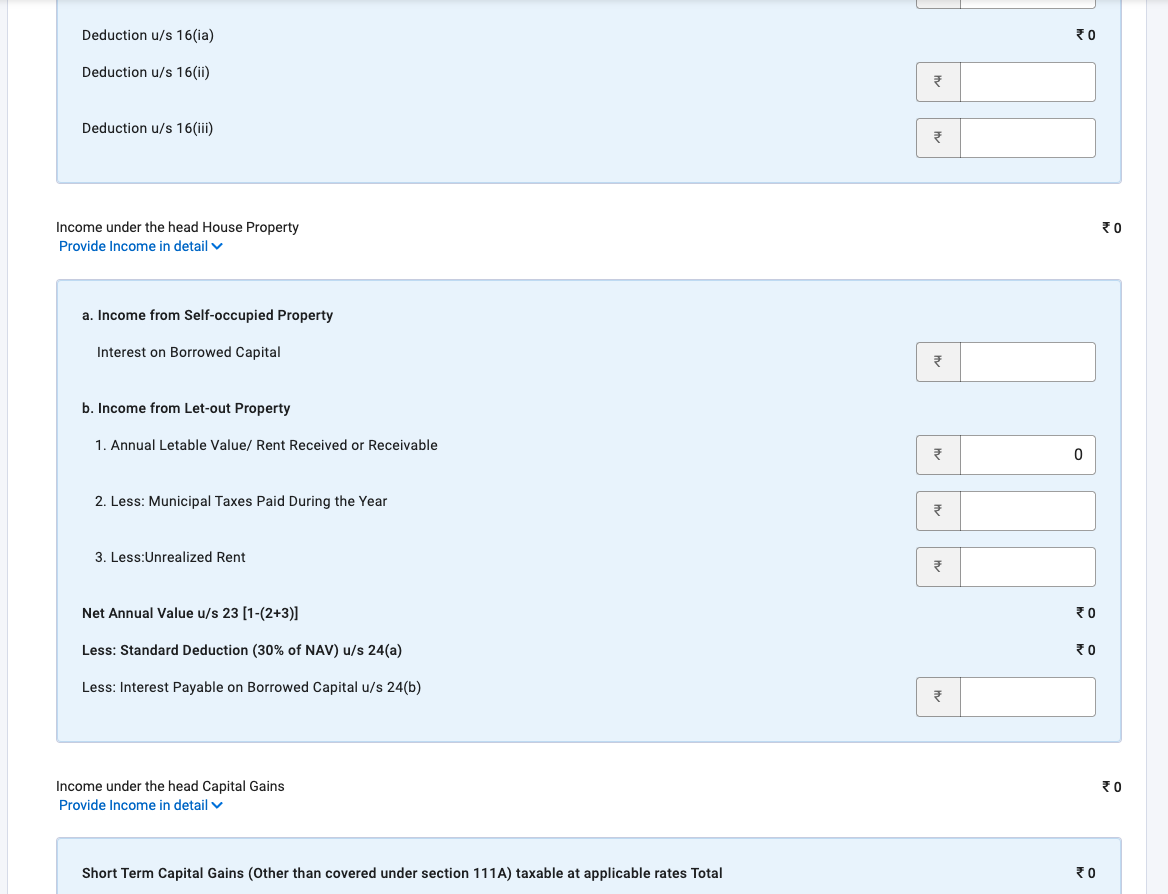 Deduction u/s 16(ia) ₹ 0
Deduction u/s 16(ii) ₹
Deduction u/s 16(iii) ₹
Income under the head House Property ₹ 0
Provide Income in detail
a. Income from Self-occupied Property
Interest on Borrowed Capital ₹
b. Income from Let-out Property
1. Annual Letable Value/ Rent Received or Receivable ₹ 0
2. Less: Municipal Taxes Paid During the Year ₹
3. Less:Unrealized Rent ₹
Net Annual Value u/s 23 [1-(2+3)] ₹ 0
Less: Standard Deduction (30% of NAV) u/s 24(a) ₹ 0
Less: Interest Payable on Borrowed Capital u/s 24(b) ₹
Income under the head Capital Gains ₹ 0
Provide Income in detail
Short Term Capital Gains (Other than covered under section 111A) taxable at applicable rates Total ₹ 0